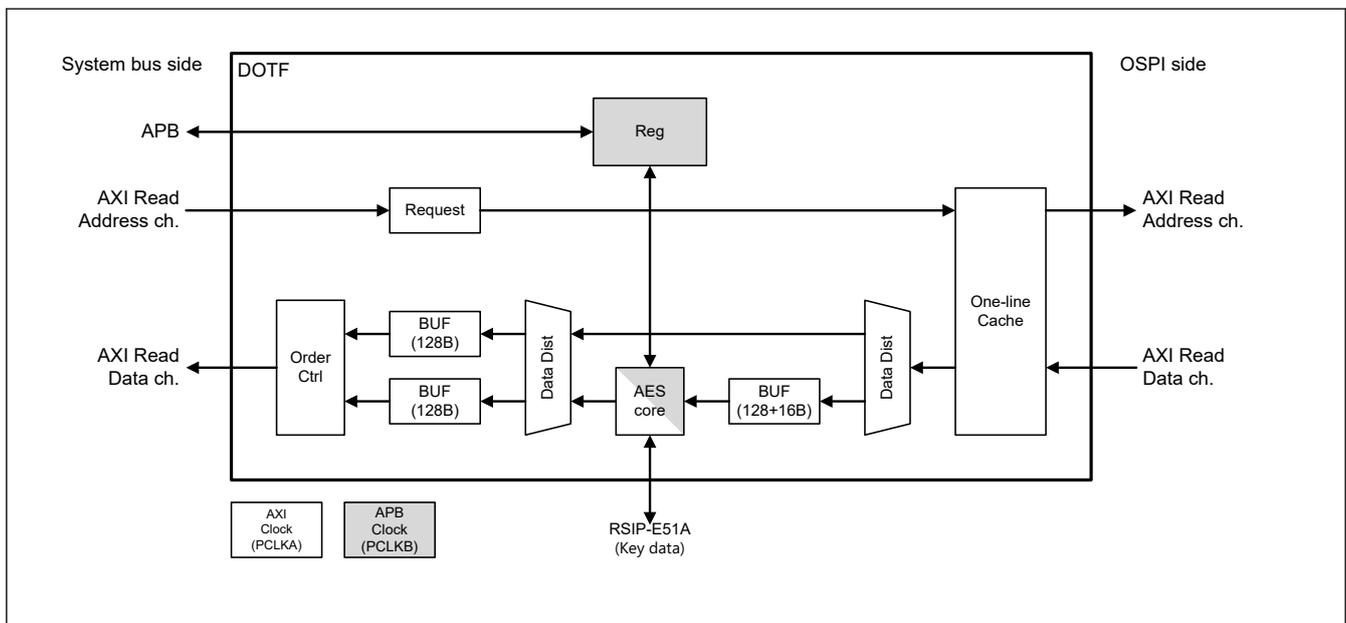 System bus side
DOTF
OSPI side
APB
Reg
AXI Read
Address ch.
Request
AXI Read
Address ch.
One-line
Cache
BUF
(128B)
Data Dist
Data Dist
Order
Ctrl
AXI Read
Data ch.
AXI Read
Data ch.
BUF
(128B)
AES
core
BUF
(128+16B)
AXI
Clock
(PCLKA)
APB
Clock
(PCLKB)
RSIP-E51A
(Key data)